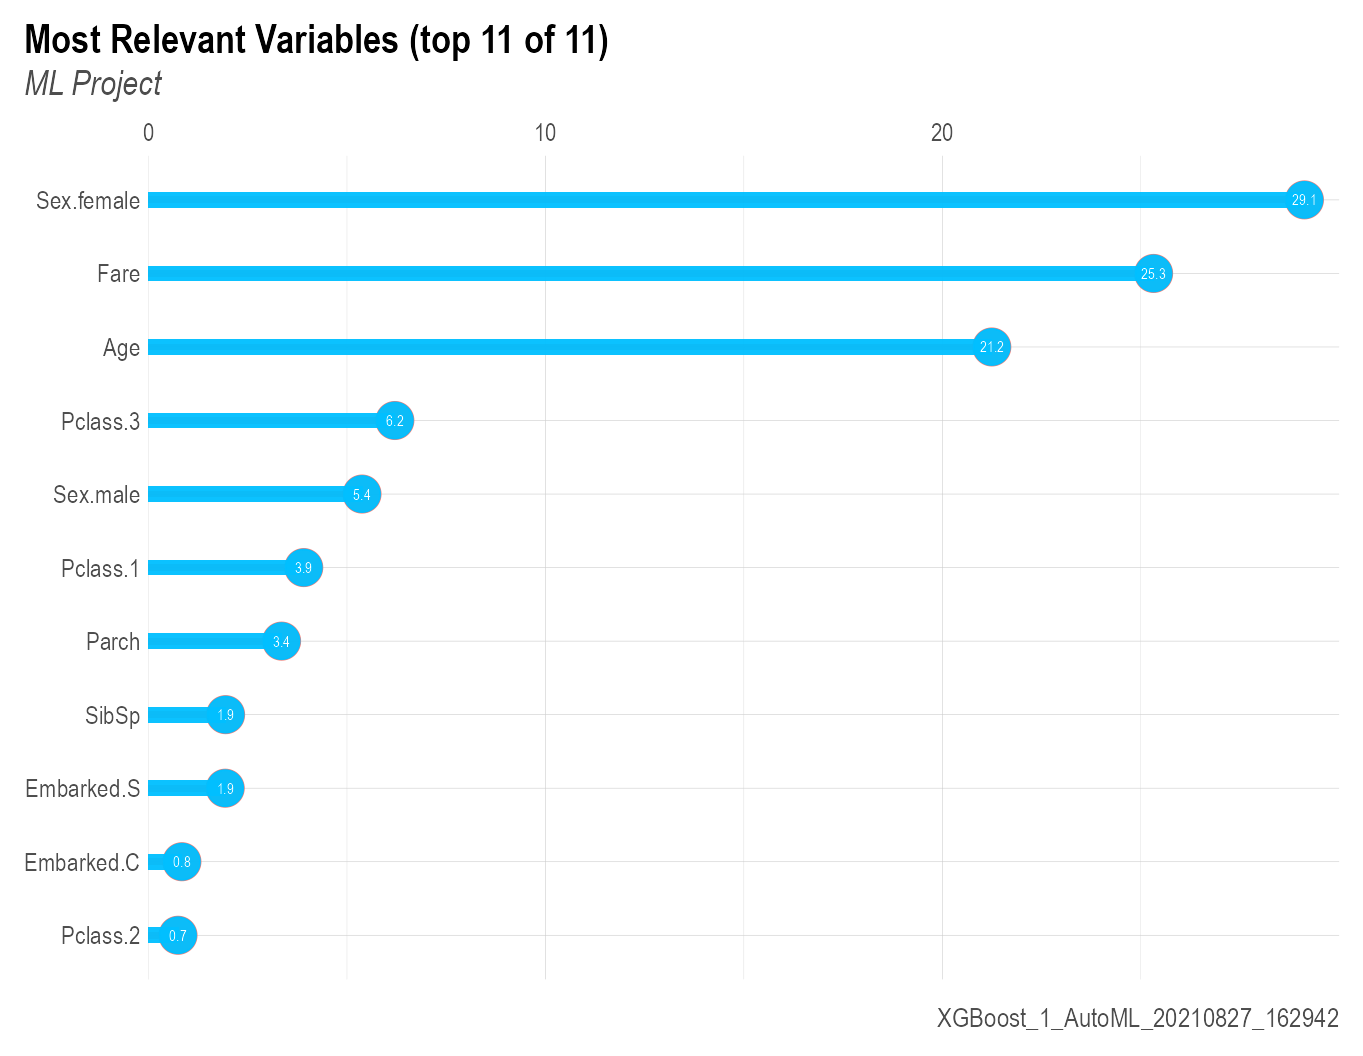 Most Relevant Variables (top 11 of 11)
ML Project
0 10 20
Sex.female 29.1
Fare 25.3
Age 21.2
Pclass.3 6.2
Sex.male 5.4
Pclass.1 3.9
Parch 3.4
SibSp 1.9
Embarked.S 1.9
Embarked.C 0.8
Pclass.2 0.7
XGBoost_1_AutoML_20210827_162942